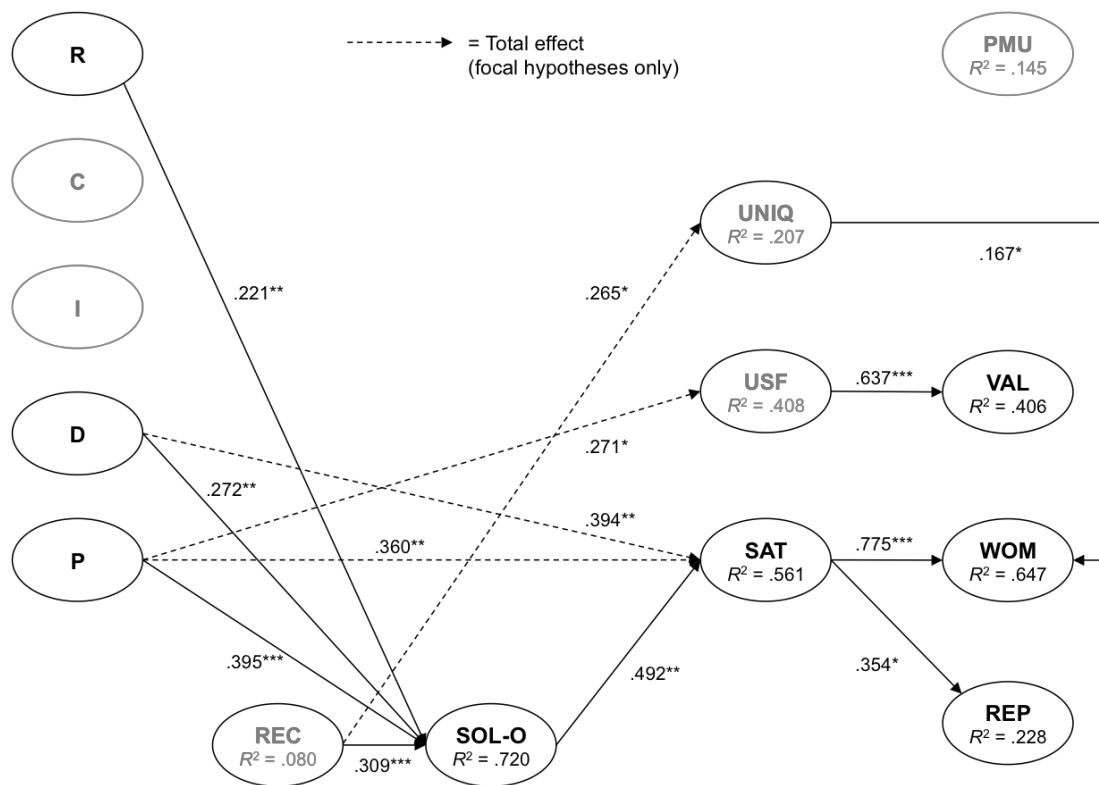 R
= Total effect
(focal hypotheses only)
PMU
R² = .145
C
UNIQ
R² = .207
.167*
I
.221**
.265*
USF
R² = .408
.637***
VAL
R² = .406
D
.271*
.272**
.394**
P
.360**
SAT
R² = .561
.775***
WOM
R² = .647
.395***
.492**
.354*
REC
R² = .080
.309***
SOL-O
R² = .720
REP
R² = .228